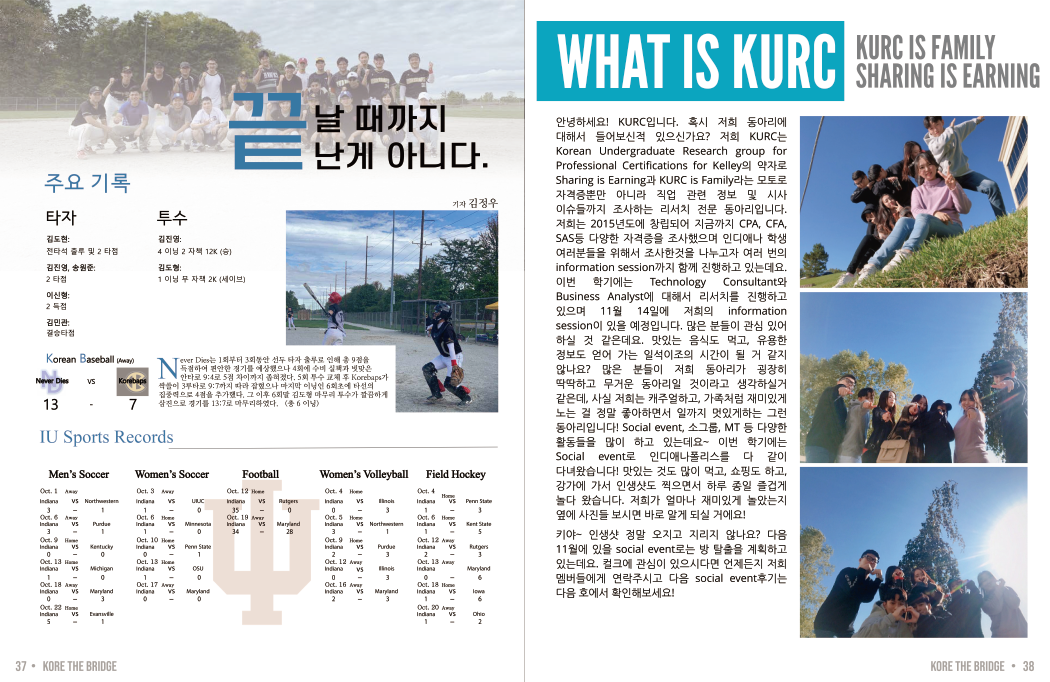 끝날 때까지
난게 아니다.
주요 기록
기자 김정우
타자
김도현:
전타석 출루 및 2 타점
김진영, 송원준:
2 타점
이신형:
2 득점
김민관:
결승타점
투수
김진영:
4 이닝 2 자책 12K (승)
김도형:
1 이닝 무 자책 2K (세이브)
Korean Baseball (Away)
Never Dies VS Korebaps
13 - 7
Never Dies는 1회부터 3회동안 선두 타자 출루로 인해 총 9점을
득점하여 편안한 경기를 예상했으나 4회에 수비 실책과 빗맞은
안타로 9:4로 5점 차이까지 좁혀졌다. 5회 투수 교체 후 Korebaps가
싹쓸이 3루타로 9:7까지 따라 갔혔으나 마지막 이닝인 6회초에 타선의
집중력으로 4점을 추가했다. 그 이후 6회말 김도형 마무리 투수가 깔끔하게
삼진으로 경기를 13:7로 마무리하였다. (총 6 이닝)
IU Sports Records
Men's Soccer
Oct. 1 Away
Indiana VS Northwestern
3 – 1
Oct. 6 Away
Indiana VS Purdue
3 – 1
Oct. 9 Home
Indiana VS Kentucky
0 – 0
Oct. 13 Home
Indiana VS Michigan
1 – 0
Oct. 18 Away
Indiana VS Maryland
0 – 3
Oct. 22 Home
Indiana VS Evansville
5 – 1
Women's Soccer
Oct. 3 Away
Indiana VS UIUC
1 – 0
Oct. 6 Home
Indiana VS Minnesota
1 – 0
Oct. 10 Home
Indiana VS Penn State
0 – 1
Oct. 13 Home
Indiana VS OSU
1 – 0
Oct. 17 Away
Indiana VS Maryland
0 – 0
Football
Oct. 12 Home
Indiana VS Rutgers
35 – 0
Oct. 19 Away
Indiana VS Maryland
34 – 28
Women's Volleyball
Oct. 4 Home
Indiana VS Illinois
0 – 3
Oct. 5 Home
Indiana VS Northwestern
3 – 1
Oct. 9 Home
Indiana VS Purdue
2 – 3
Oct. 12 Away
Indiana VS Illinois
0 – 3
Oct. 16 Away
Indiana VS Maryland
2 – 3
Field Hockey
Oct. 4 Home
Indiana VS Penn State
1 – 3
Oct. 6 Home
Indiana VS Kent State
1 – 5
Oct. 12 Away
Indiana VS Rutgers
2 – 3
Oct. 13 Away
Indiana Maryland
0 – 6
Oct. 18 Home
Indiana VS Iowa
1 – 6
Oct. 20 Away
Indiana VS Ohio
1 – 2
37 • KORE THE BRIDGE
WHAT IS KURC
KURC IS FAMILY
SHARING IS EARNING
안녕하세요! KURC입니다. 혹시 저희 동아리에
대해서 들어보신적 있으신가요? 저희 KURC는
Korean Undergraduate Research group for
Professional Certifications for Kelley의 약자로
Sharing is Earning과 KURC is Family라는 모토로
자격증뿐만 아니라 직업 관련 정보 및 시사
이슈들까지 조사하는 리서치 전문 동아리입니다.
저희는 2015년도에 창립되어 지금까지 CPA, CFA,
SAS등 다양한 자격증을 조사했으며 인디애나 학생
여러분들을 위해서 조사한것을 나누고자 여러 번의
information session까지 함께 진행하고 있는데요.
이번 학기에는 Technology Consultant와
Business Analyst에 대해서 리서치를 진행하고
있으며 11월 14일에 저희의 information
session이 있을 예정입니다. 많은 분들이 관심 있어
하실 것 같은데요. 맛있는 음식도 먹고, 유용한
정보도 얻어 가는 일석이조의 시간이 될 거 같지
않나요? 많은 분들이 저희 동아리가 굉장히
딱딱하고 무거운 동아리일 것이라고 생각하실거
같은데, 사실 저희는 캐주얼하고, 가족처럼 재미있게
노는 걸 정말 좋아하면서 일까지 멋있게하는 그런
동아리입니다! Social event, 소그룹, MT 등 다양한
활동들을 많이 하고 있는데요~ 이번 학기에는
Social event로 인디애나폴리스를 다 같이
다녀왔습니다! 맛있는 것도 많이 먹고, 쇼핑도 하고,
강가에 가서 인생샷도 찍으면서 하루 종일 즐겁게
놀다 왔습니다. 저희가 얼마나 재미있게 놀았는지
옆에 사진들 보시면 바로 알게 되실 거에요!
키야~ 인생샷 정말 오지고 지리지 않나요? 다음
11월에 있을 social event로는 방 탈출을 계획하고
있는데요. 컬크에 관심이 있으시다면 언제든지 저희
멤버들에게 연락주시고 다음 social event후기는
다음 호에서 확인해보세요!
KORE THE BRIDGE • 38